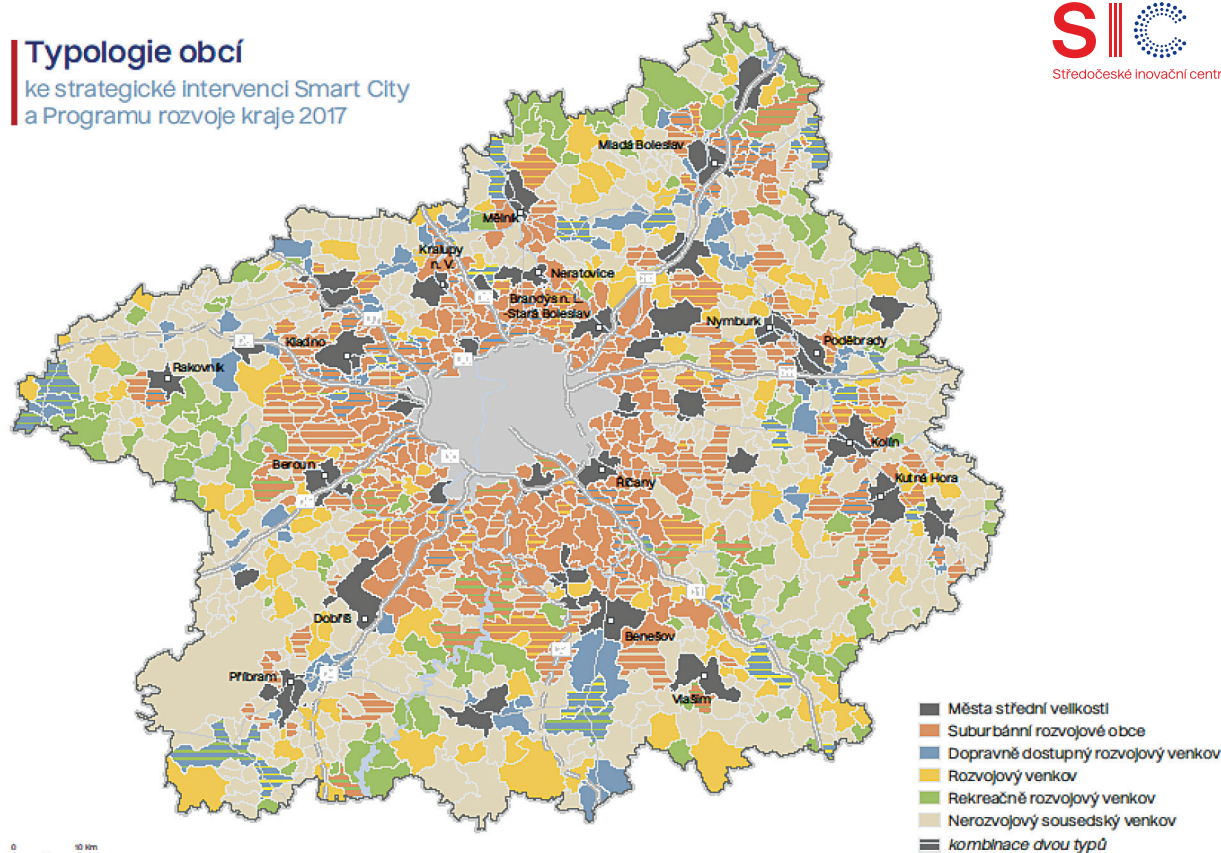 Typologie obcí
ke strategické intervenci Smart City
a Programu rozvoje kraje 2017
SIC
Středočeské inovační centr
Mladá Boleslav
Mělník
Kralupy
n. V.
Neratovice
Brandýs n. L.
-Stará Boleslav
Nymburk
Poděbrady
Kladno
Rakovník
Kolín
Beroun
Říčany
Kutná Hora
Dobříš
Benešov
Příbram
Vlašim
Města střední velikosti
Suburbánní rozvojové obce
Dopravně dostupný rozvojový venkov
Rozvojový venkov
Rekreačně rozvojový venkov
Nerozvojový sousedský venkov
kombinace dvou typů
0 10 km